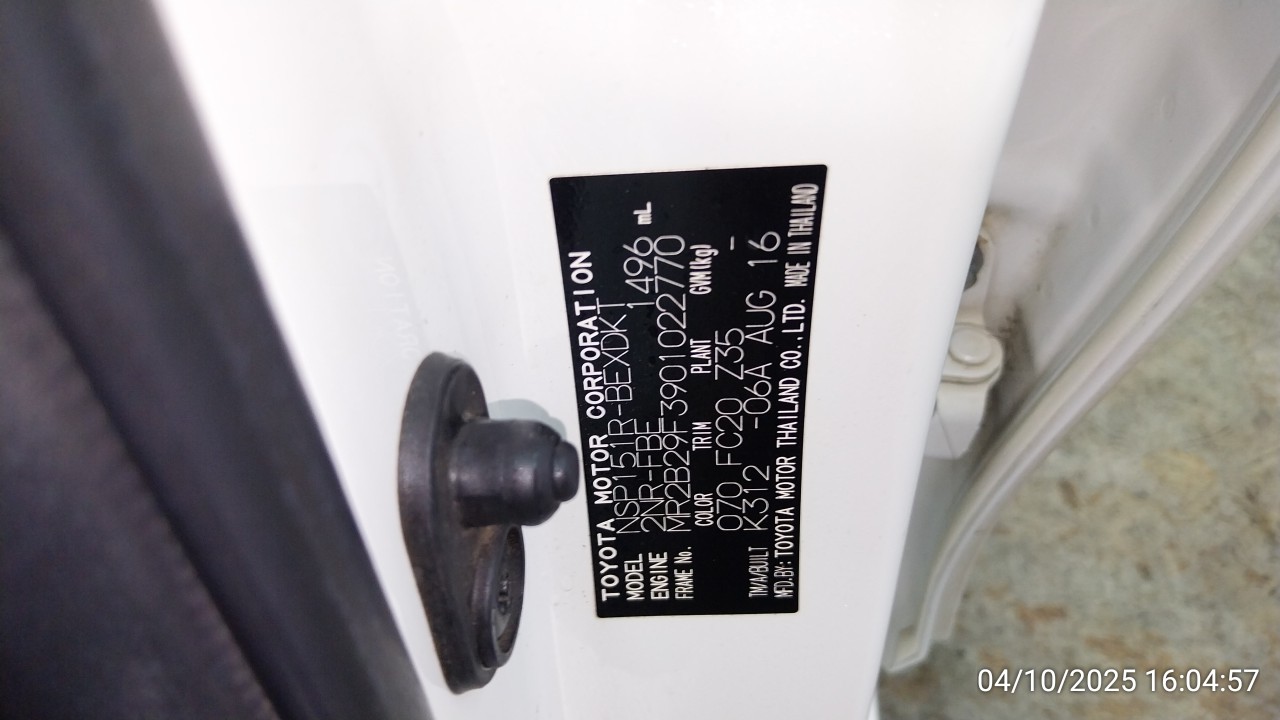 TOYOTA MOTOR CORPORATION
MODEL NSP151R-BEXDKT
ENGINE 2NR-FBE 1496 mL
FRAME No. MR2B29F3901022770
COLOR TRIM PLANT GVM(kg)
070 FC20 Z35 -
TM/A/BUILT K312 -06A AUG 16
MFD.BY: TOYOTA MOTOR THAILAND CO.,LTD. MADE IN THAILAND
04/10/2025 16:04:57